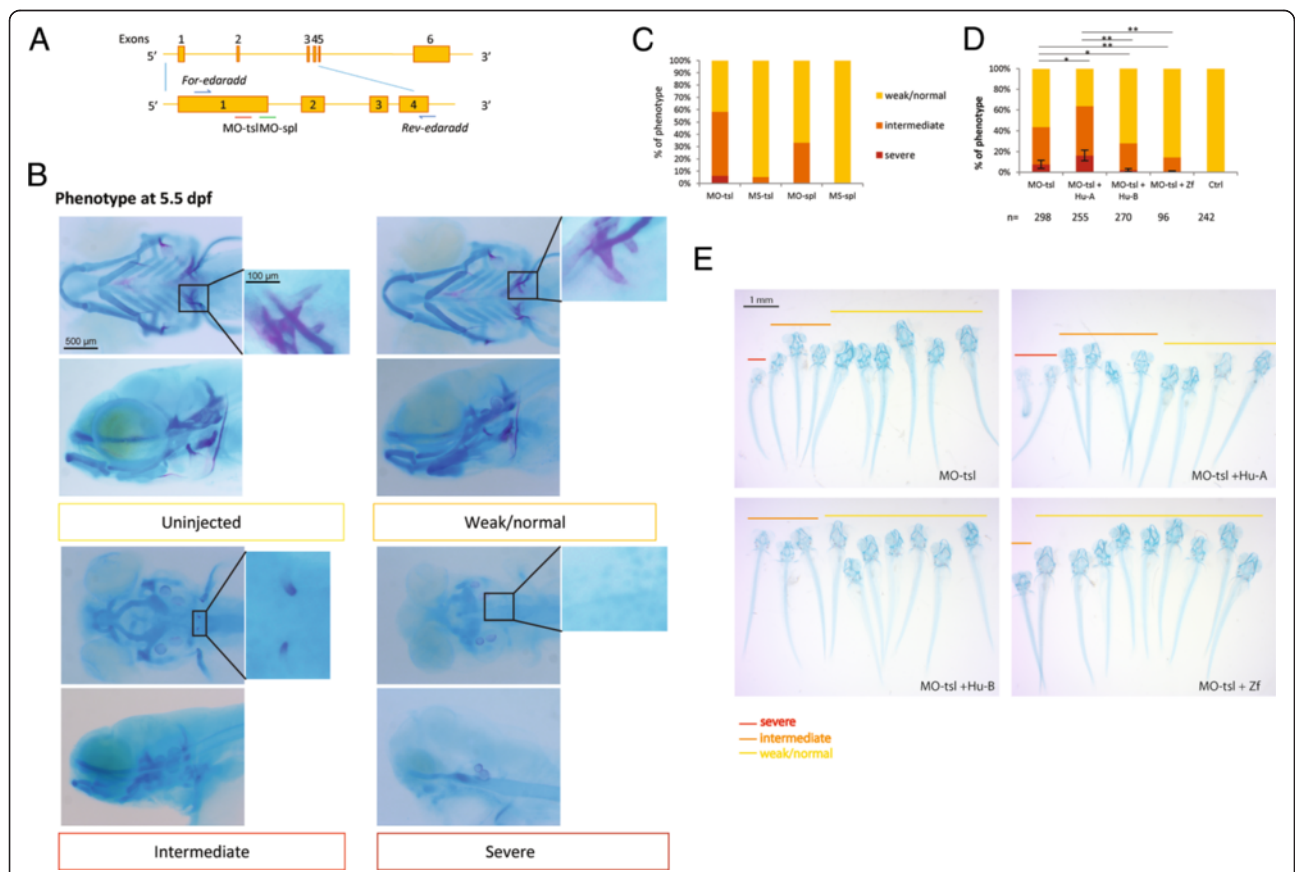 A
Exons 1 2 3 4 5 6
5’ 3’
For-edaradd
5’ 1 2 3 4 3’
MO-tsl MO-spl Rev-edaradd
B
Phenotype at 5.5 dpf
100 µm
500 µm
Uninjected
Weak/normal
Intermediate
Severe
C
% of phenotype
100%
90%
80%
70%
60%
50%
40%
30%
20%
10%
0%
MO-tsl MS-tsl MO-spl MS-spl
weak/normal
intermediate
severe
D
** 
**
**
*
*
% of phenotype
100%
80%
60%
40%
20%
0%
MO-tsl MO-tsl + Hu-A MO-tsl + Hu-B MO-tsl + Zf Ctrl
n= 298 255 270 96 242
E
1 mm
MO-tsl
MO-tsl +Hu-A
MO-tsl +Hu-B
MO-tsl + Zf
severe
intermediate
weak/normal